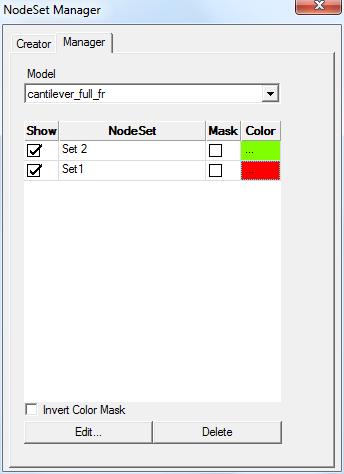 NodeSet Manager
Creator Manager
Model
cantilever_full_fr
Show NodeSet Mask Color
Set 2 ...
Set1 ...
Invert Color Mask
Edit... Delete